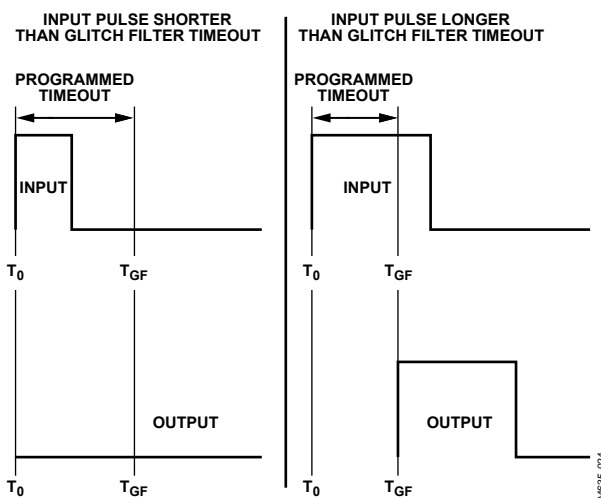 INPUT PULSE SHORTER
THAN GLITCH FILTER TIMEOUT
PROGRAMMED
TIMEOUT
INPUT
T0
TGF
OUTPUT
T0
TGF
INPUT PULSE LONGER
THAN GLITCH FILTER TIMEOUT
PROGRAMMED
TIMEOUT
INPUT
T0
TGF
OUTPUT
T0
TGF